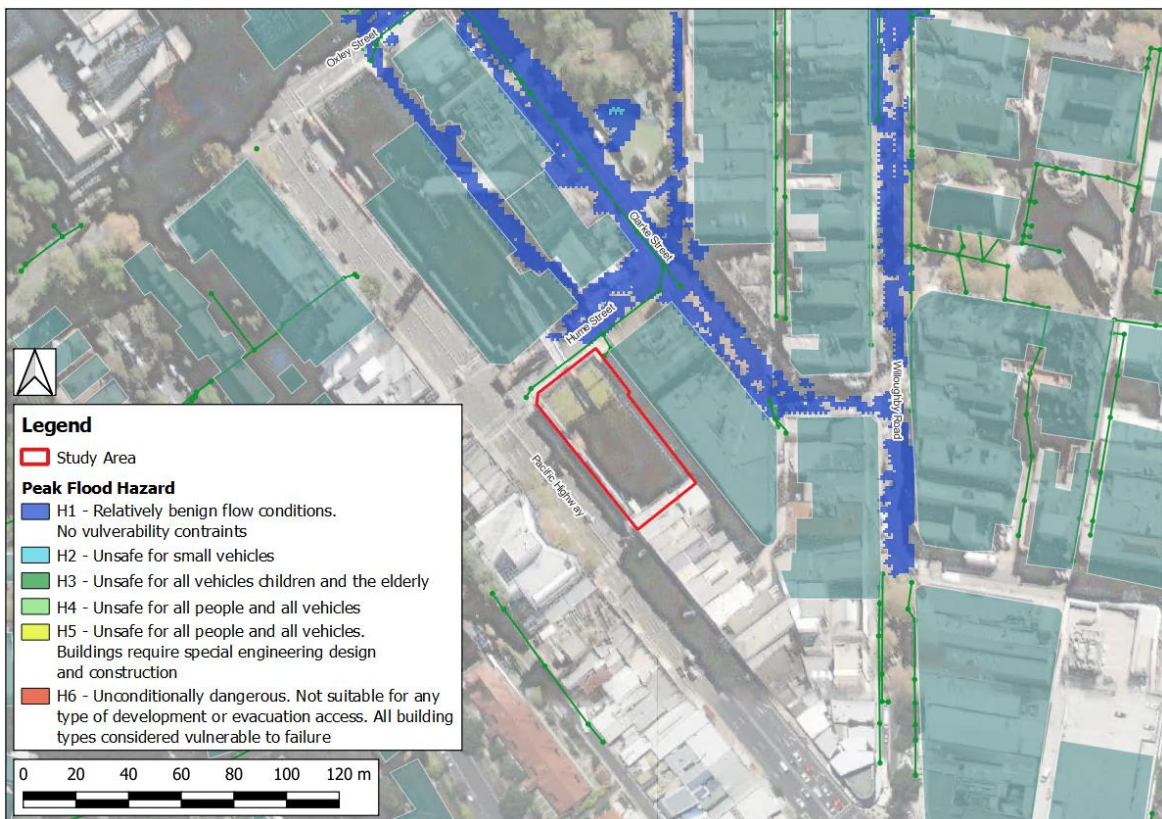 Oxley Street
Clarke Street
Hume Street
Willoughby Road
Pacific Highway
Legend
Study Area
Peak Flood Hazard
H1 - Relatively benign flow conditions.
No vulverability contraints
H2 - Unsafe for small vehicles
H3 - Unsafe for all vehicles children and the elderly
H4 - Unsafe for all people and all vehicles
H5 - Unsafe for all people and all vehicles.
Buildings require special engineering design
and construction
H6 - Unconditionally dangerous. Not suitable for any
type of development or evacuation access. All building
types considered vulnerable to failure
0 20 40 60 80 100 120 m